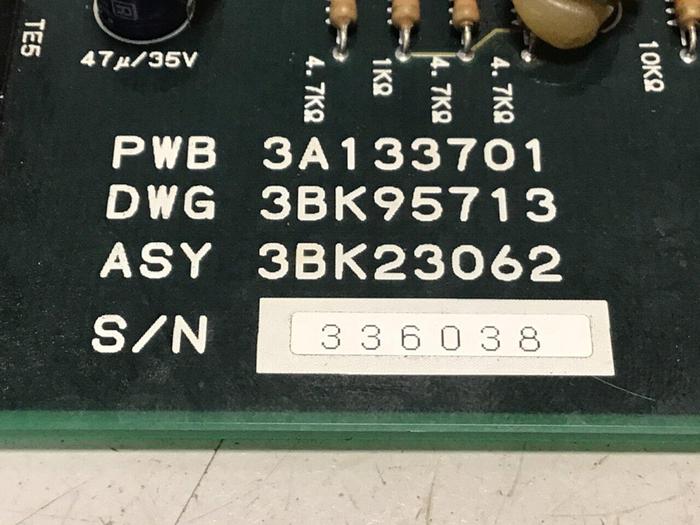 TE5
47μ/35V
4.7KΩ
1KΩ
4.7KΩ
4.7KΩ
10KΩ
PWB 3A133701
DWG 3BK95713
ASY 3BK23062
S/N 336038